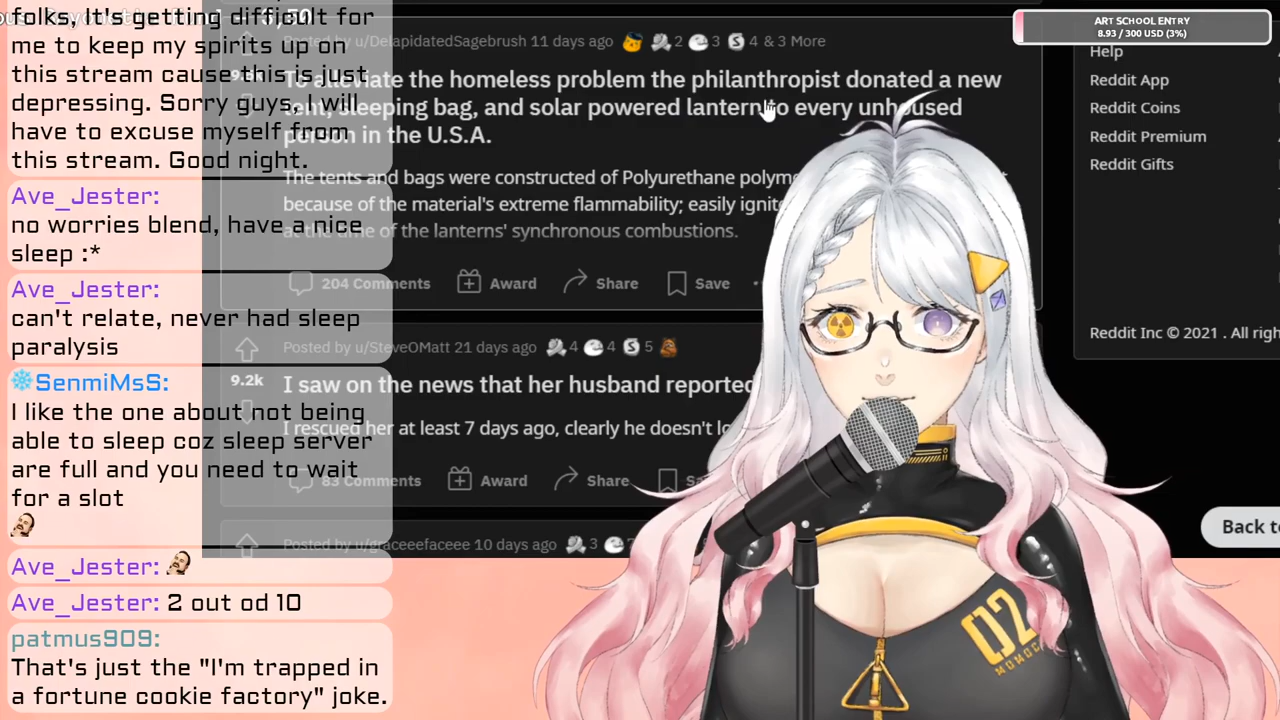 folks, It's getting difficult for
me to keep my spirits up on
this stream cause this is just
depressing. Sorry guys, I will
have to excuse myself from
this stream. Good night.
Ave_Jester:
no worries blend, have a nice
sleep :*
Ave_Jester:
can't relate, never had sleep
paralysis
SenmiMsS:
I like the one about not being
able to sleep coz sleep server
are full and you need to wait
for a slot
Ave_Jester:
Ave_Jester: 2 out od 10
patmus909:
That's just the "I'm trapped in
a fortune cookie factory" joke.
Posted by u/DelapidatedSagebrush 11 days ago 2 3 4 & 3 More
To alleviate the homeless problem the philanthropist donated a new
tent, sleeping bag, and solar powered lantern to every unhoused
person in the U.S.A.
The tents and bags were constructed of Polyurethane
because of the material's extreme flammability; easily
at the time of the lanterns' synchronous combustions.
204 Comments Award Share Save
Posted by u/SteveOMatt 21 days ago 4 4 5
9.2k
I saw on the news that her husband reported
I rescued her at least 7 days ago, clearly he doesn't
83 Comments Award Share
Posted by u/graceeefaceee 10 days ago 3
ART SCHOOL ENTRY
8.93 / 300 USD (3%)
Help
Reddit App
Reddit Coins
Reddit Premium
Reddit Gifts
Reddit Inc © 2021 . All
Back
02
MOMO